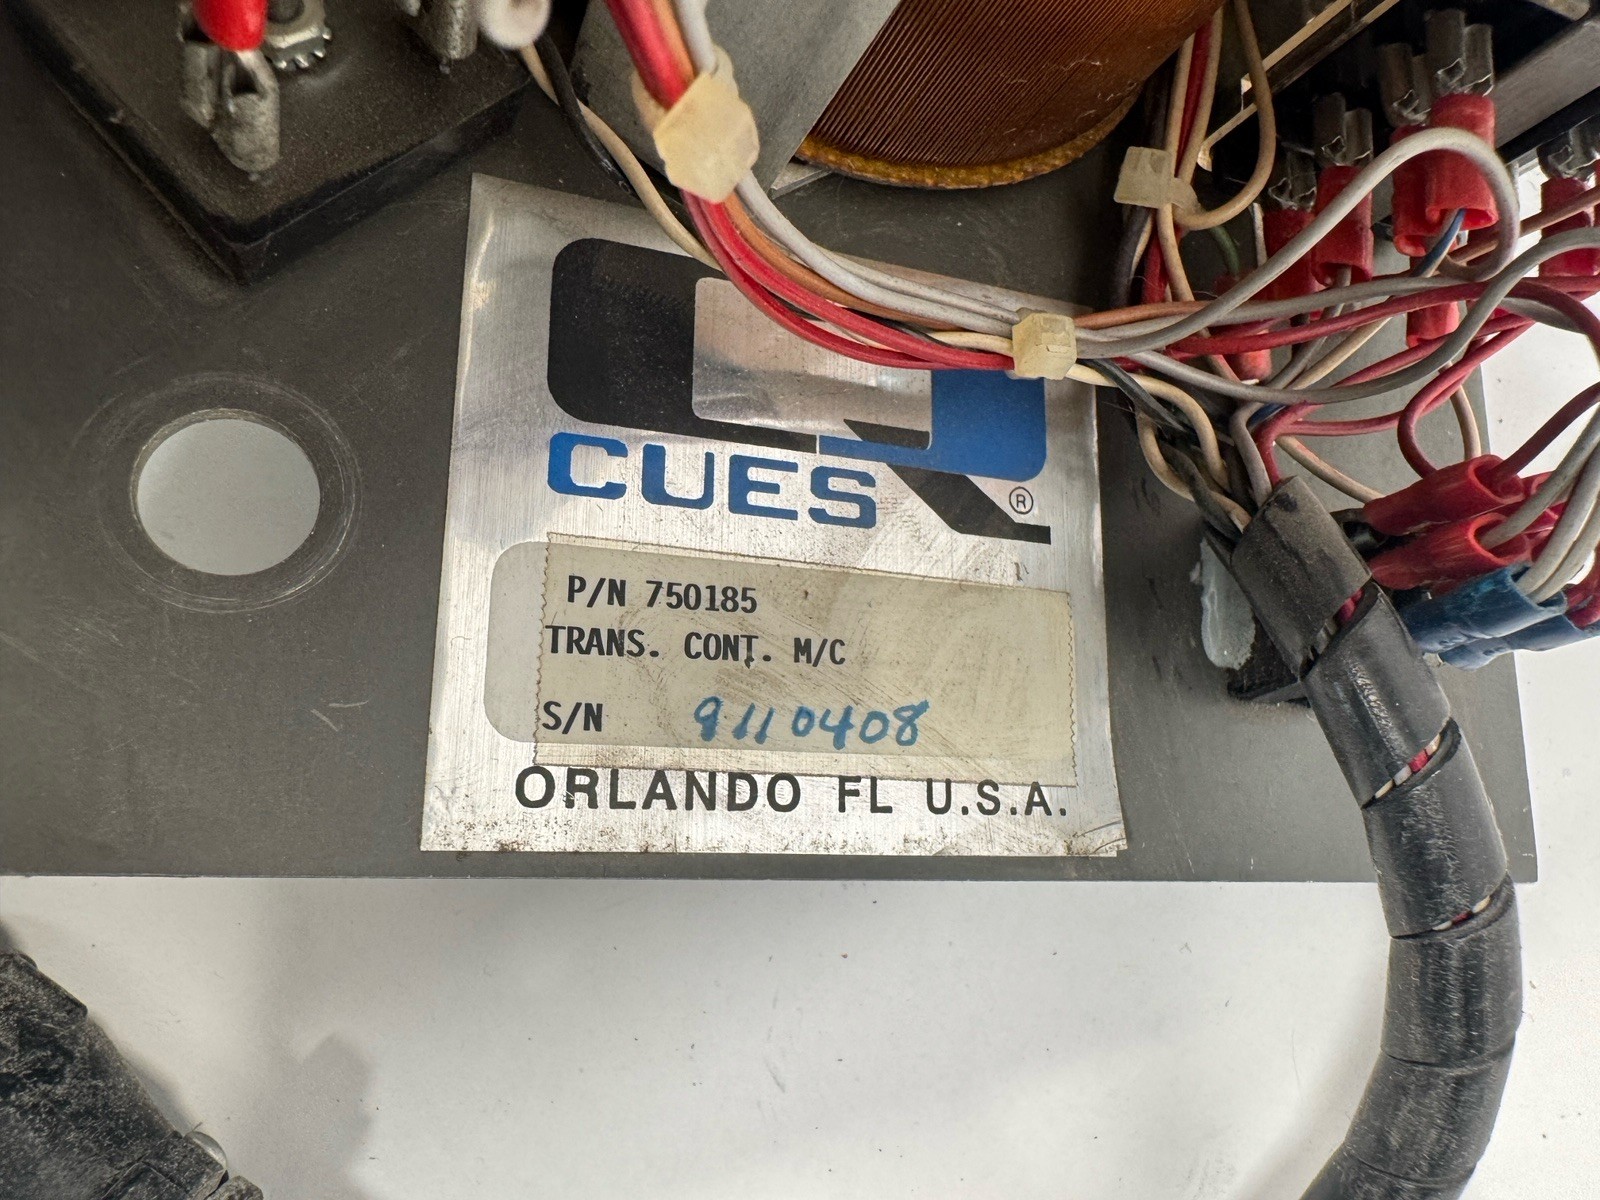 CUES ®
P/N 750185
TRANS. CONT. M/C
S/N 9110408
ORLANDO FL U.S.A.